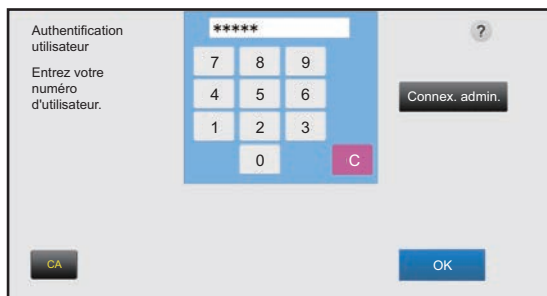 Authentification
utilisateur
Entrez votre
numéro
d'utilisateur.
*****
?
7 8 9
4 5 6
1 2 3
0 C
Connex. admin.
CA
OK